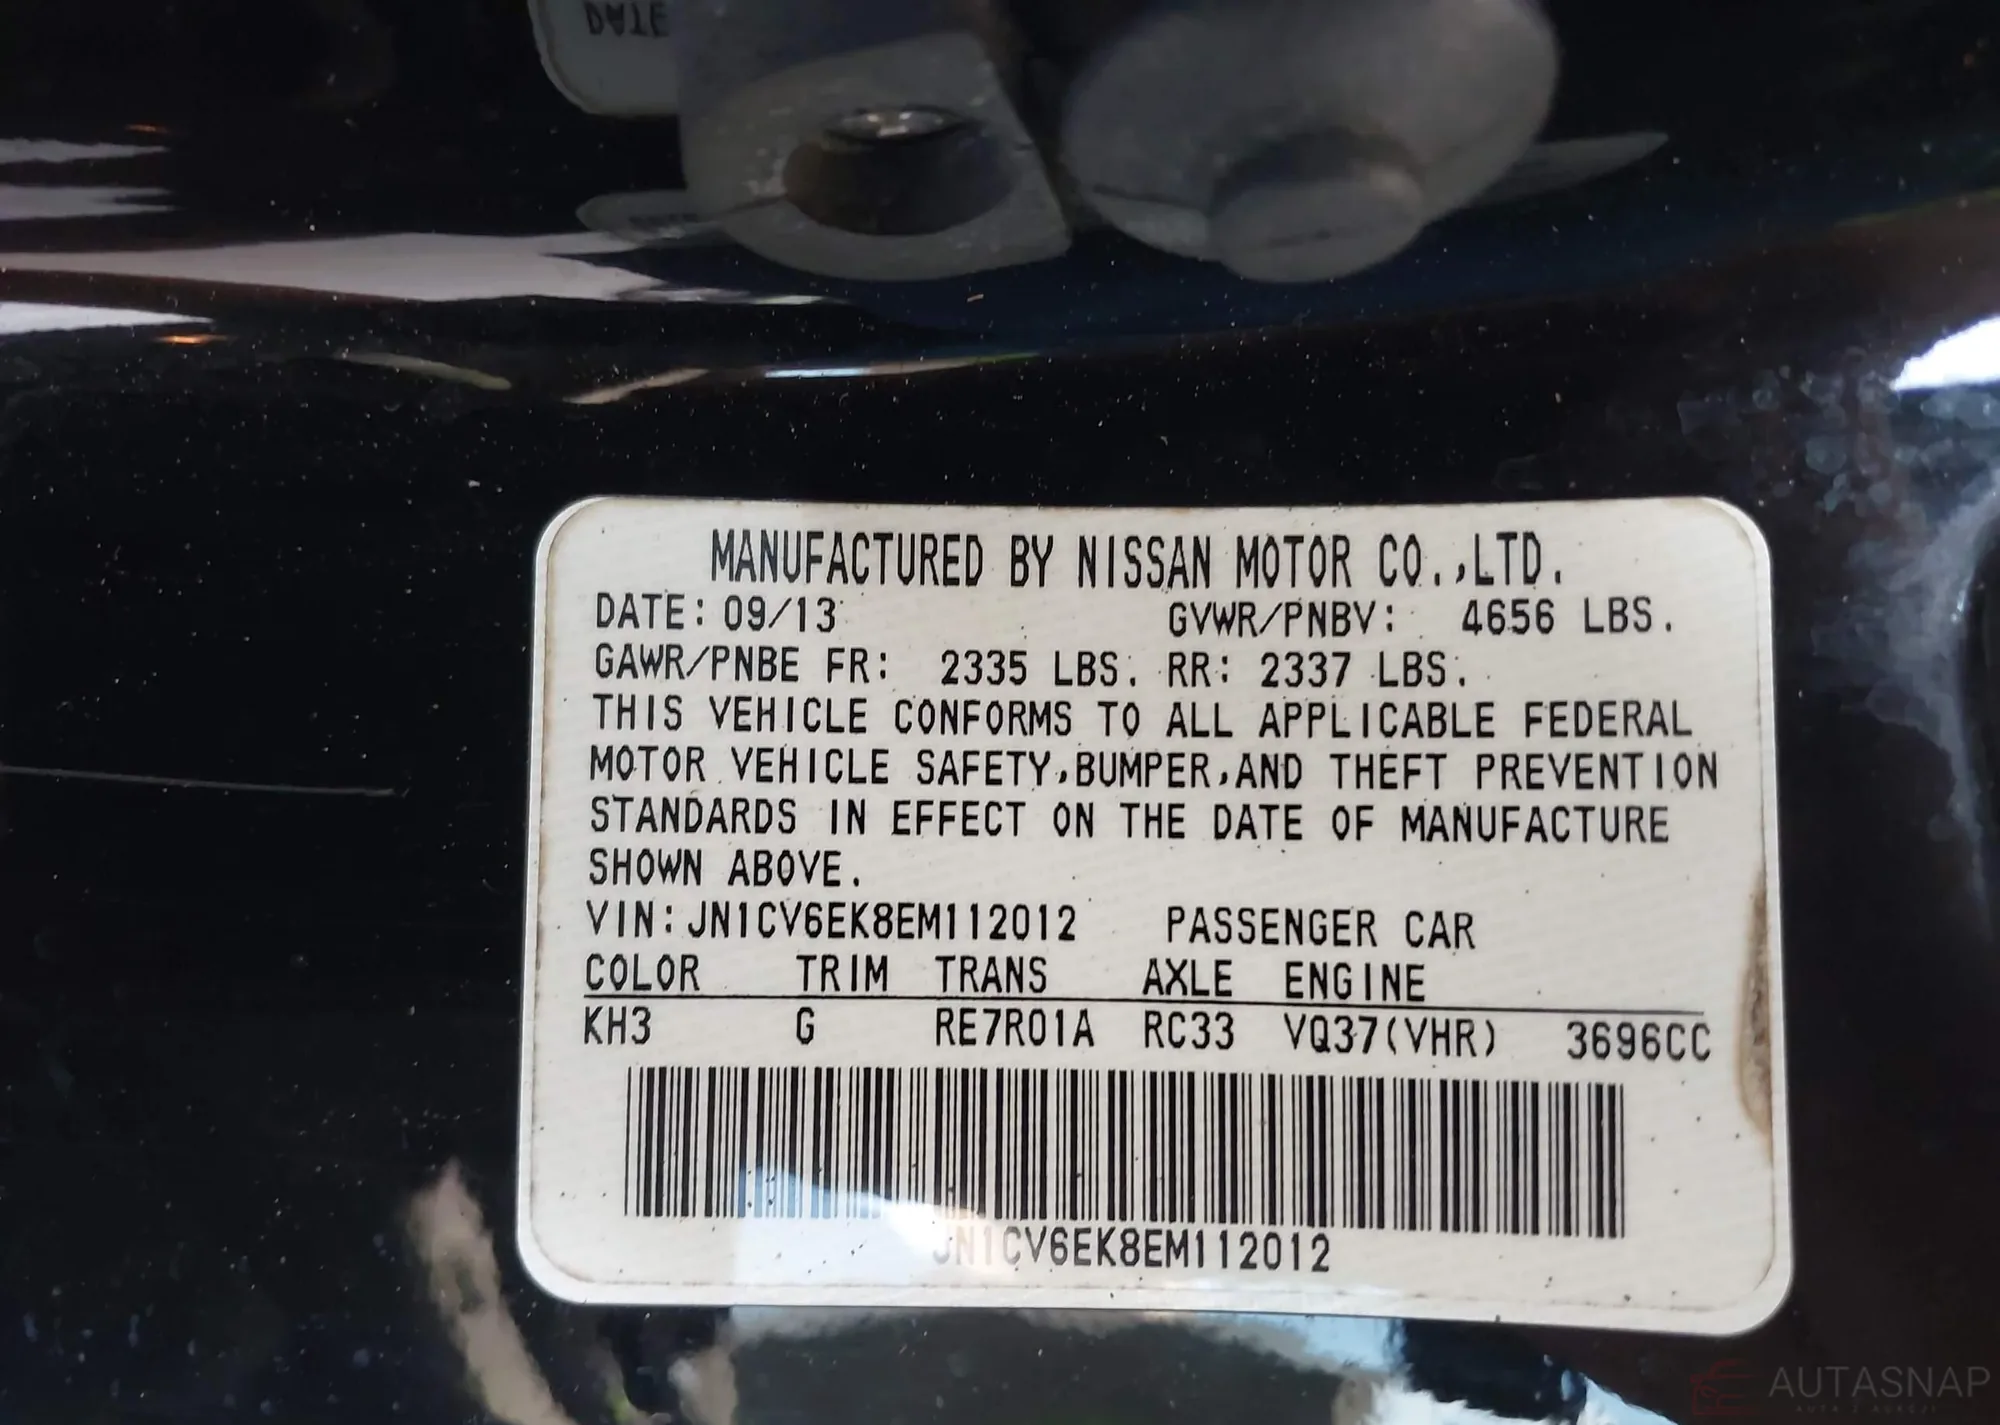 DATE
MANUFACTURED BY NISSAN MOTOR CO.,LTD.
DATE: 09/13 GVWR/PNBV: 4656 LBS.
GAWR/PNBE FR: 2335 LBS. RR: 2337 LBS.
THIS VEHICLE CONFORMS TO ALL APPLICABLE FEDERAL
MOTOR VEHICLE SAFETY,BUMPER,AND THEFT PREVENTION
STANDARDS IN EFFECT ON THE DATE OF MANUFACTURE
SHOWN ABOVE.
VIN: JN1CV6EK8EM112012 PASSENGER CAR
COLOR TRIM TRANS AXLE ENGINE
KH3 G RE7R01A RC33 VQ37(VHR) 3696CC
JN1CV6EK8EM112012
AUTASNAP
AUTA Z AUKCJI